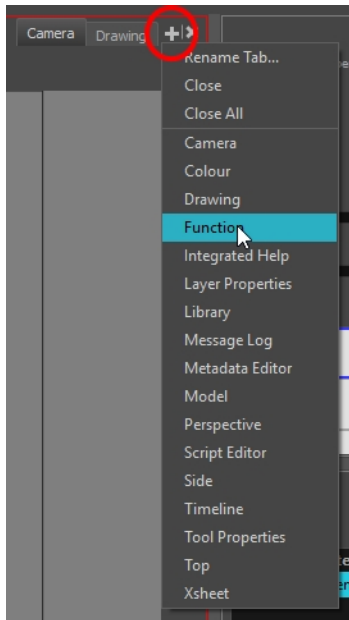 Camera
Drawing
Rename Tab...
Close
Close All
Camera
Colour
Drawing
Function
Integrated Help
Layer Properties
Library
Message Log
Metadata Editor
Model
Perspective
Script Editor
Side
Timeline
Tool Properties
Top
Xsheet